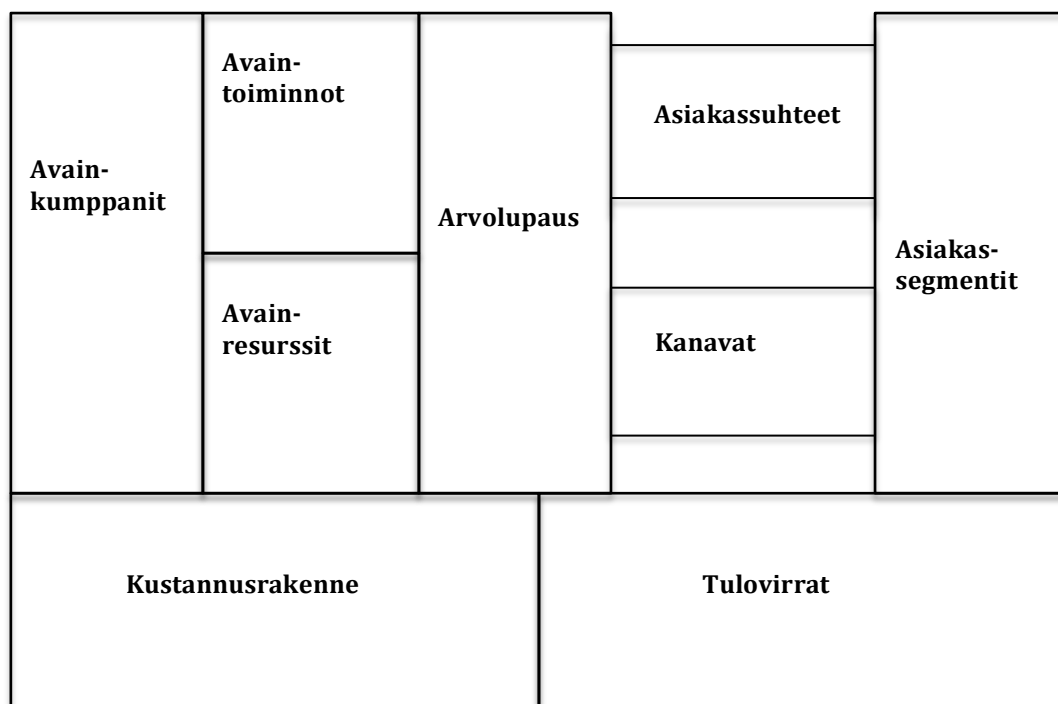 Avain-
kumppanit
Avain-
toiminnot
Avain-
resurssit
Arvolupaus
Asiakassuhteet
Kanavat
Asiakas-
segmentit
Kustannusrakenne
Tulovirrat